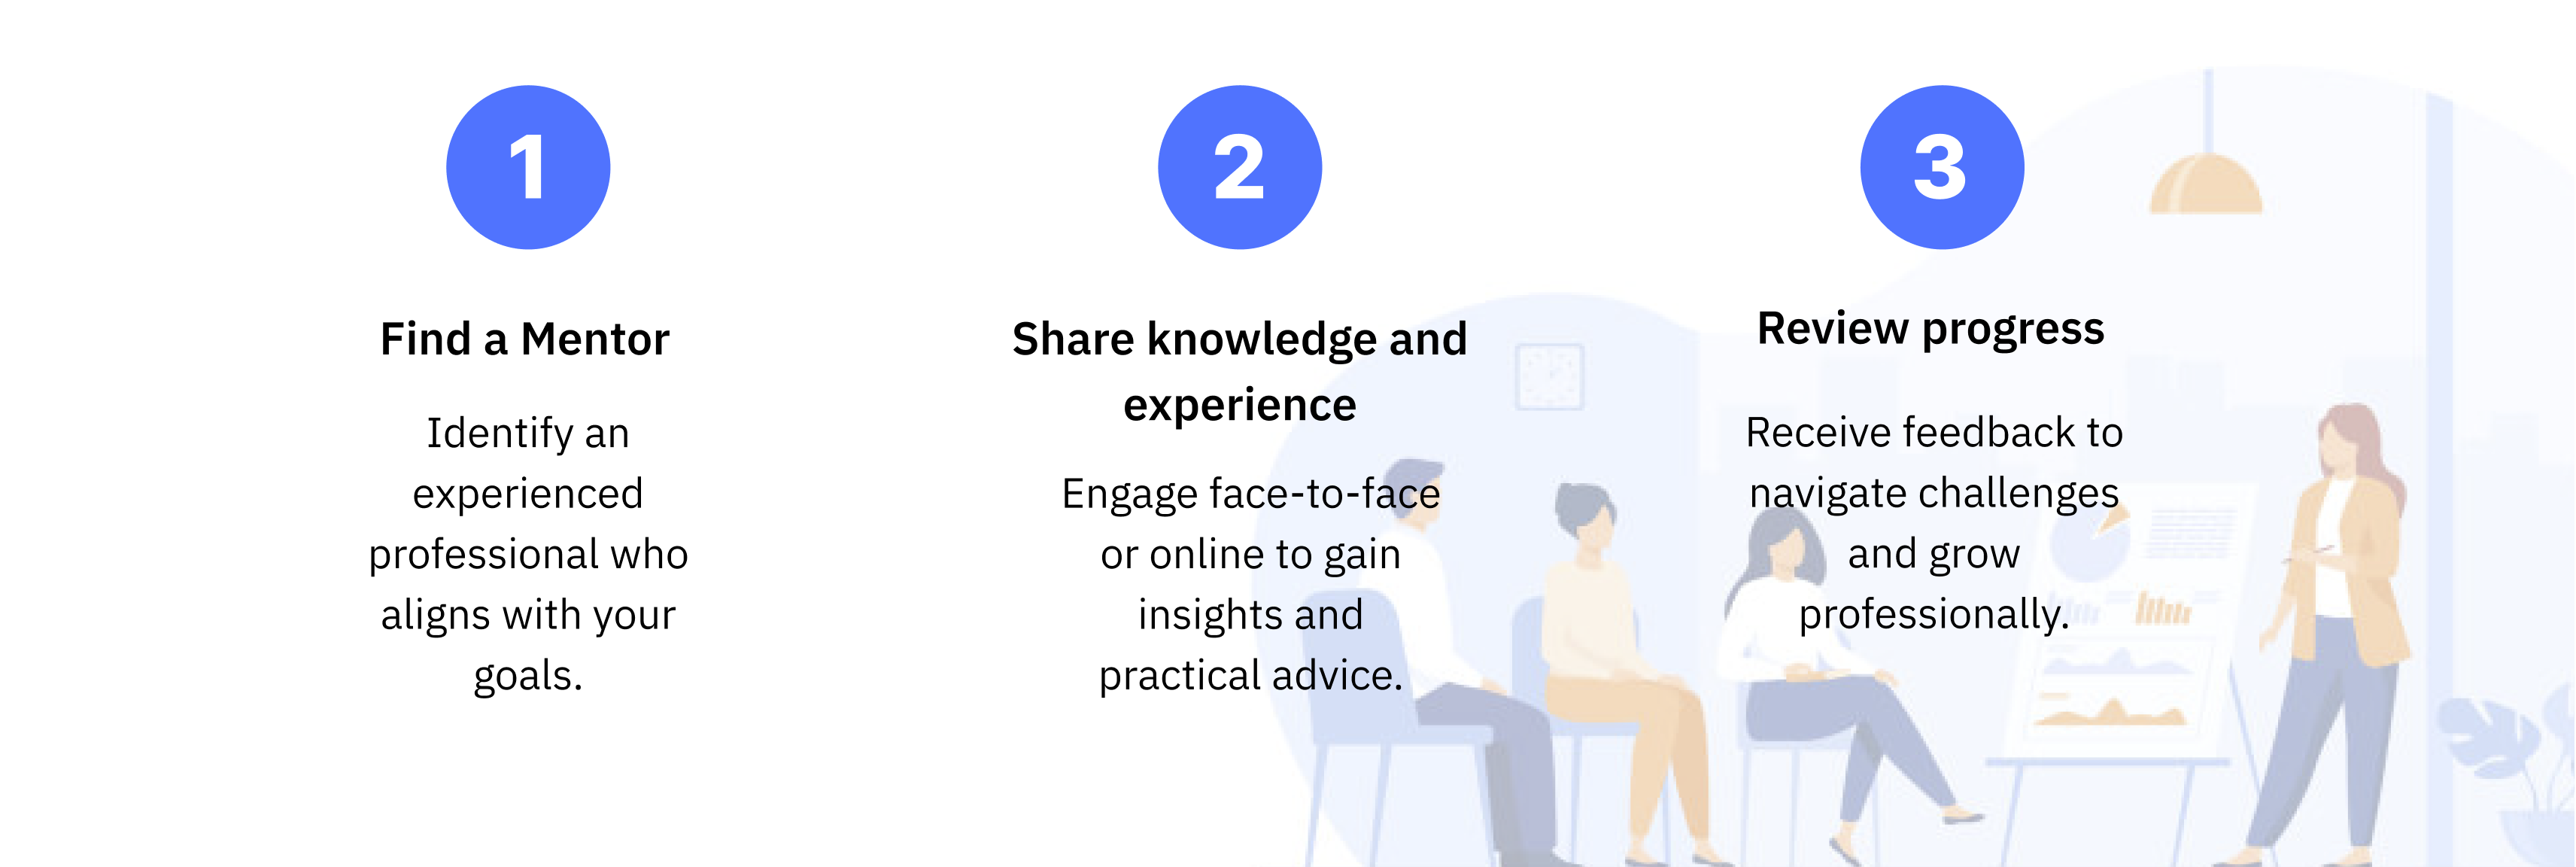 1
Find a Mentor
Identify an
experienced
professional who
aligns with your
goals.
2
Share knowledge and
experience
Engage face-to-face
or online to gain
insights and
practical advice.
3
Review progress
Receive feedback to
navigate challenges
and grow
professionally.